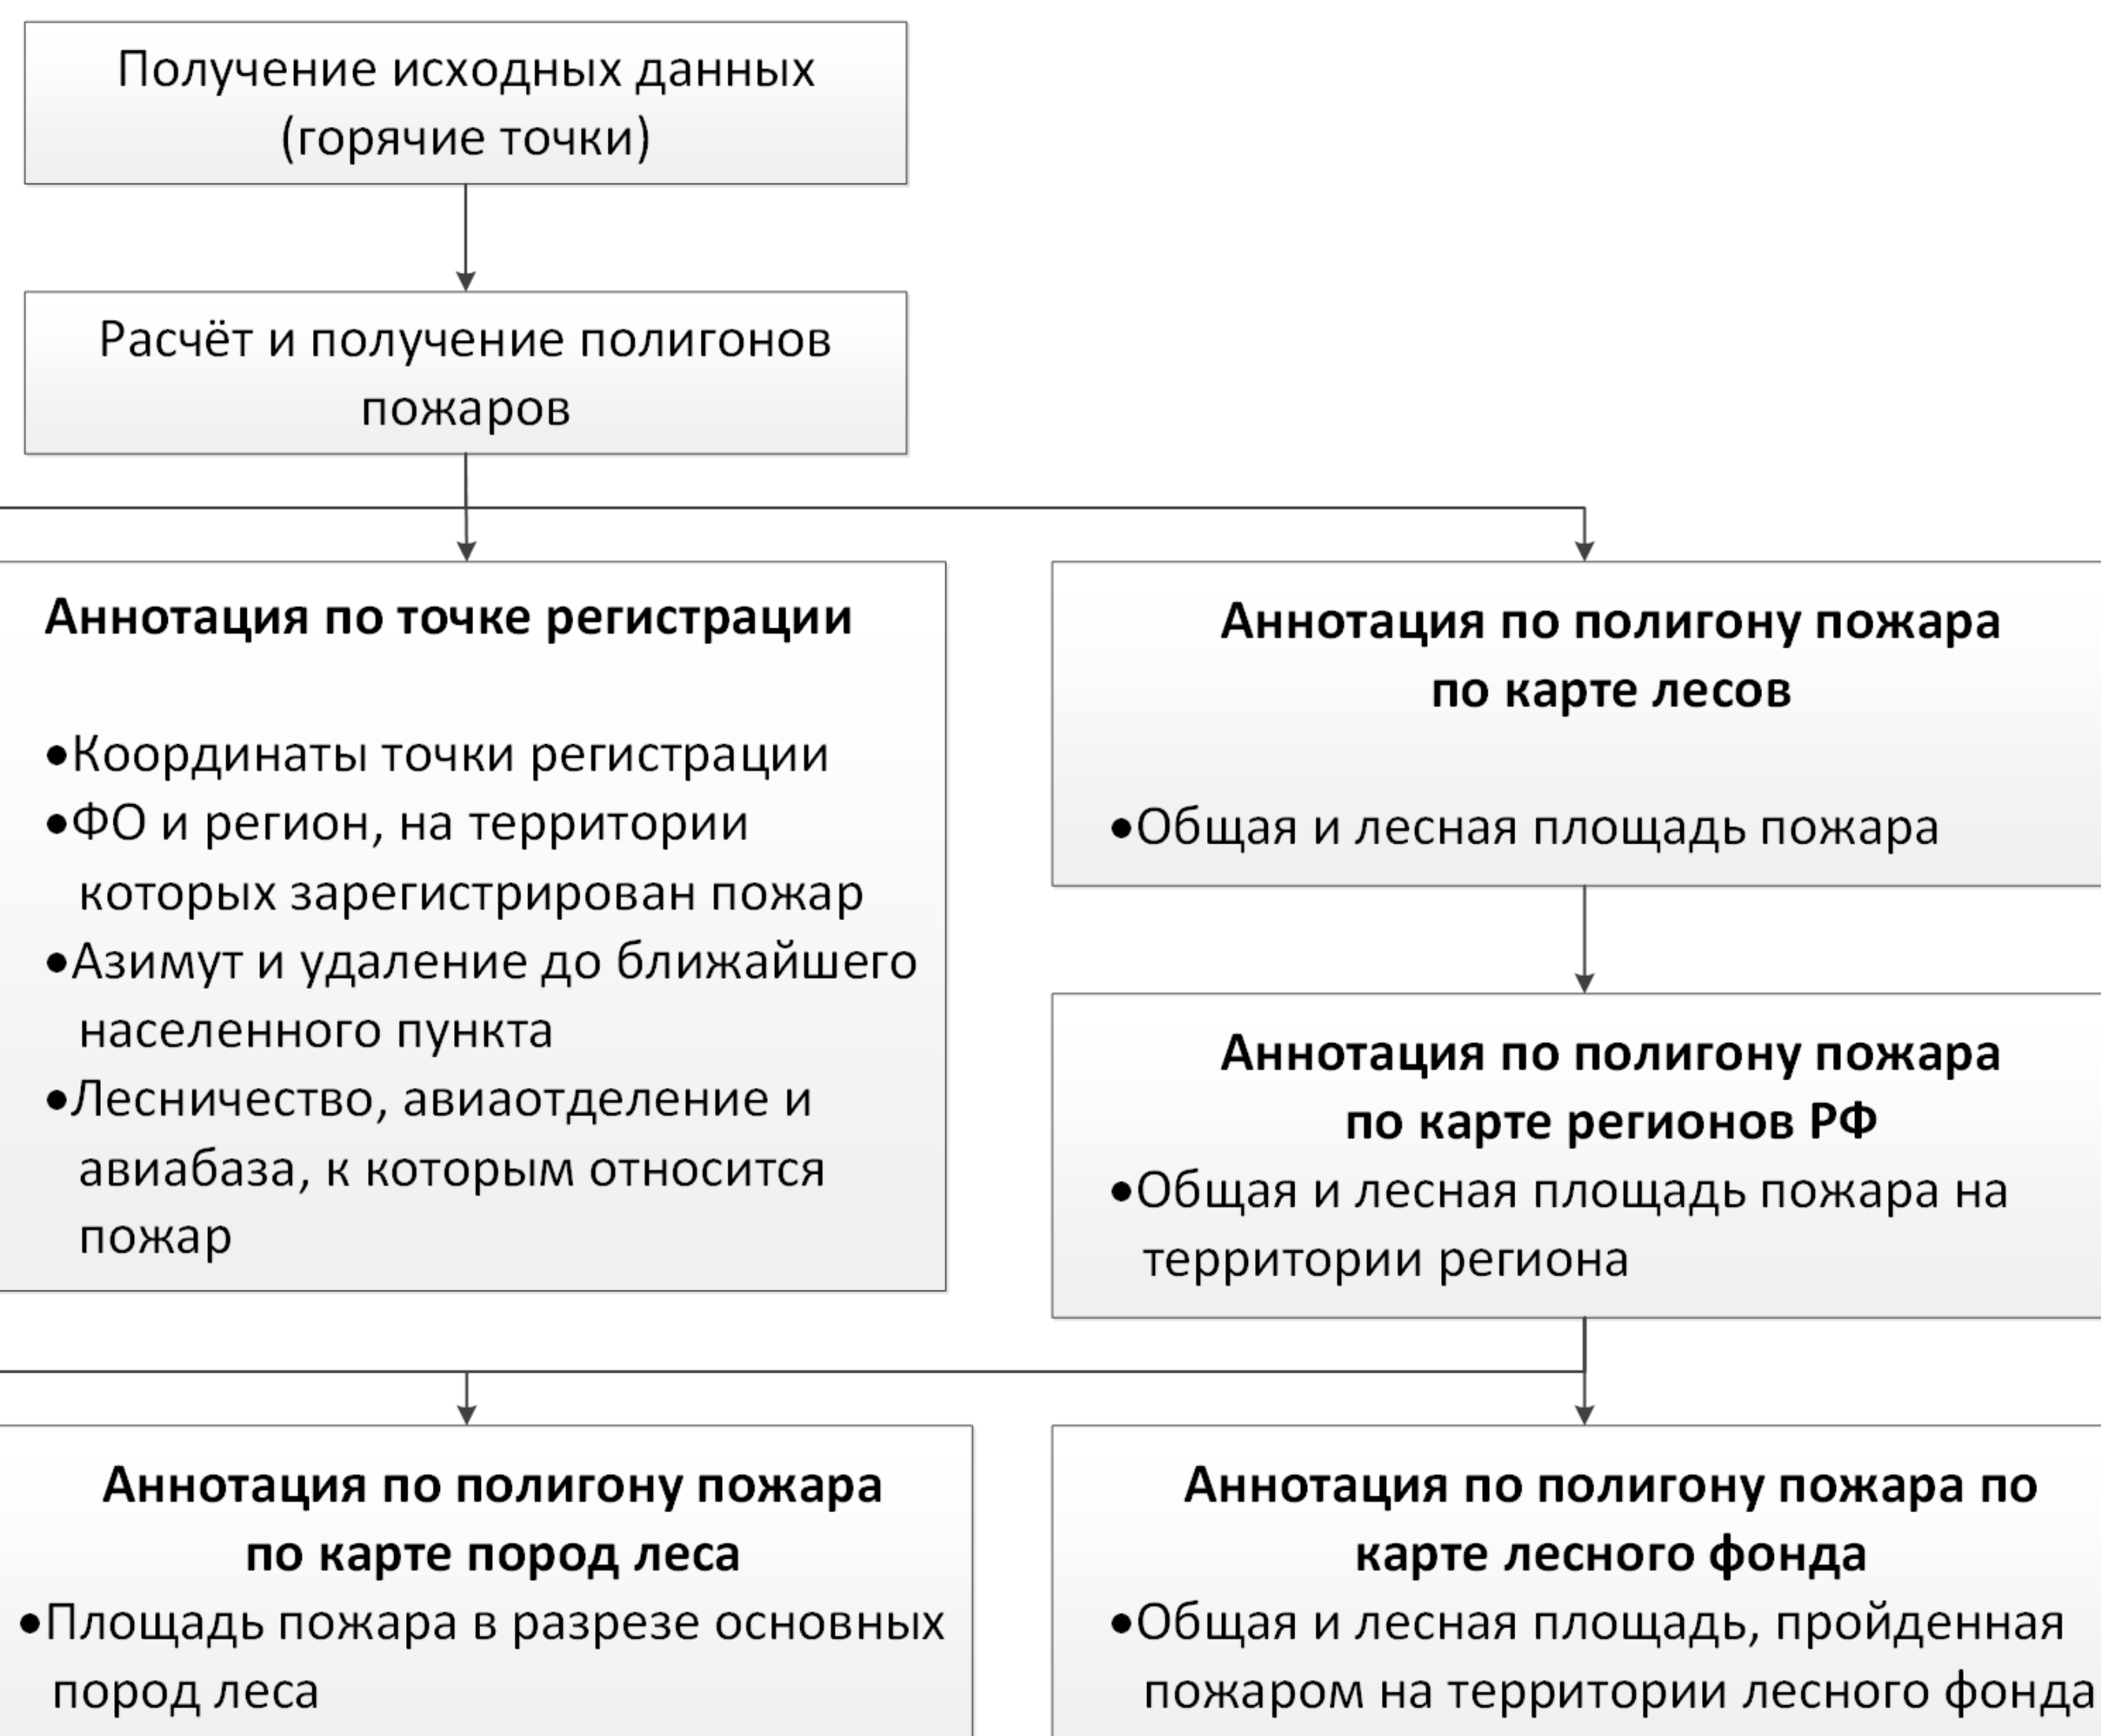 Получение исходных данных
(горячие точки)
Расчёт и получение полигонов
пожаров
Аннотация по точке регистрации
•Координаты точки регистрации
•ФО и регион, на территории
которых зарегистрирован пожар
•Азимут и удаление до ближайшего
населенного пункта
•Лесничество, авиаотделение и
авиабаза, к которым относится
пожар
Аннотация по полигону пожара
по карте лесов
•Общая и лесная площадь пожара
Аннотация по полигону пожара
по карте регионов РФ
•Общая и лесная площадь пожара на
территории региона
Аннотация по полигону пожара
по карте пород леса
•Площадь пожара в разрезе основных
пород леса
Аннотация по полигону пожара по
карте лесного фонда
•Общая и лесная площадь, пройденная
пожаром на территории лесного фонда